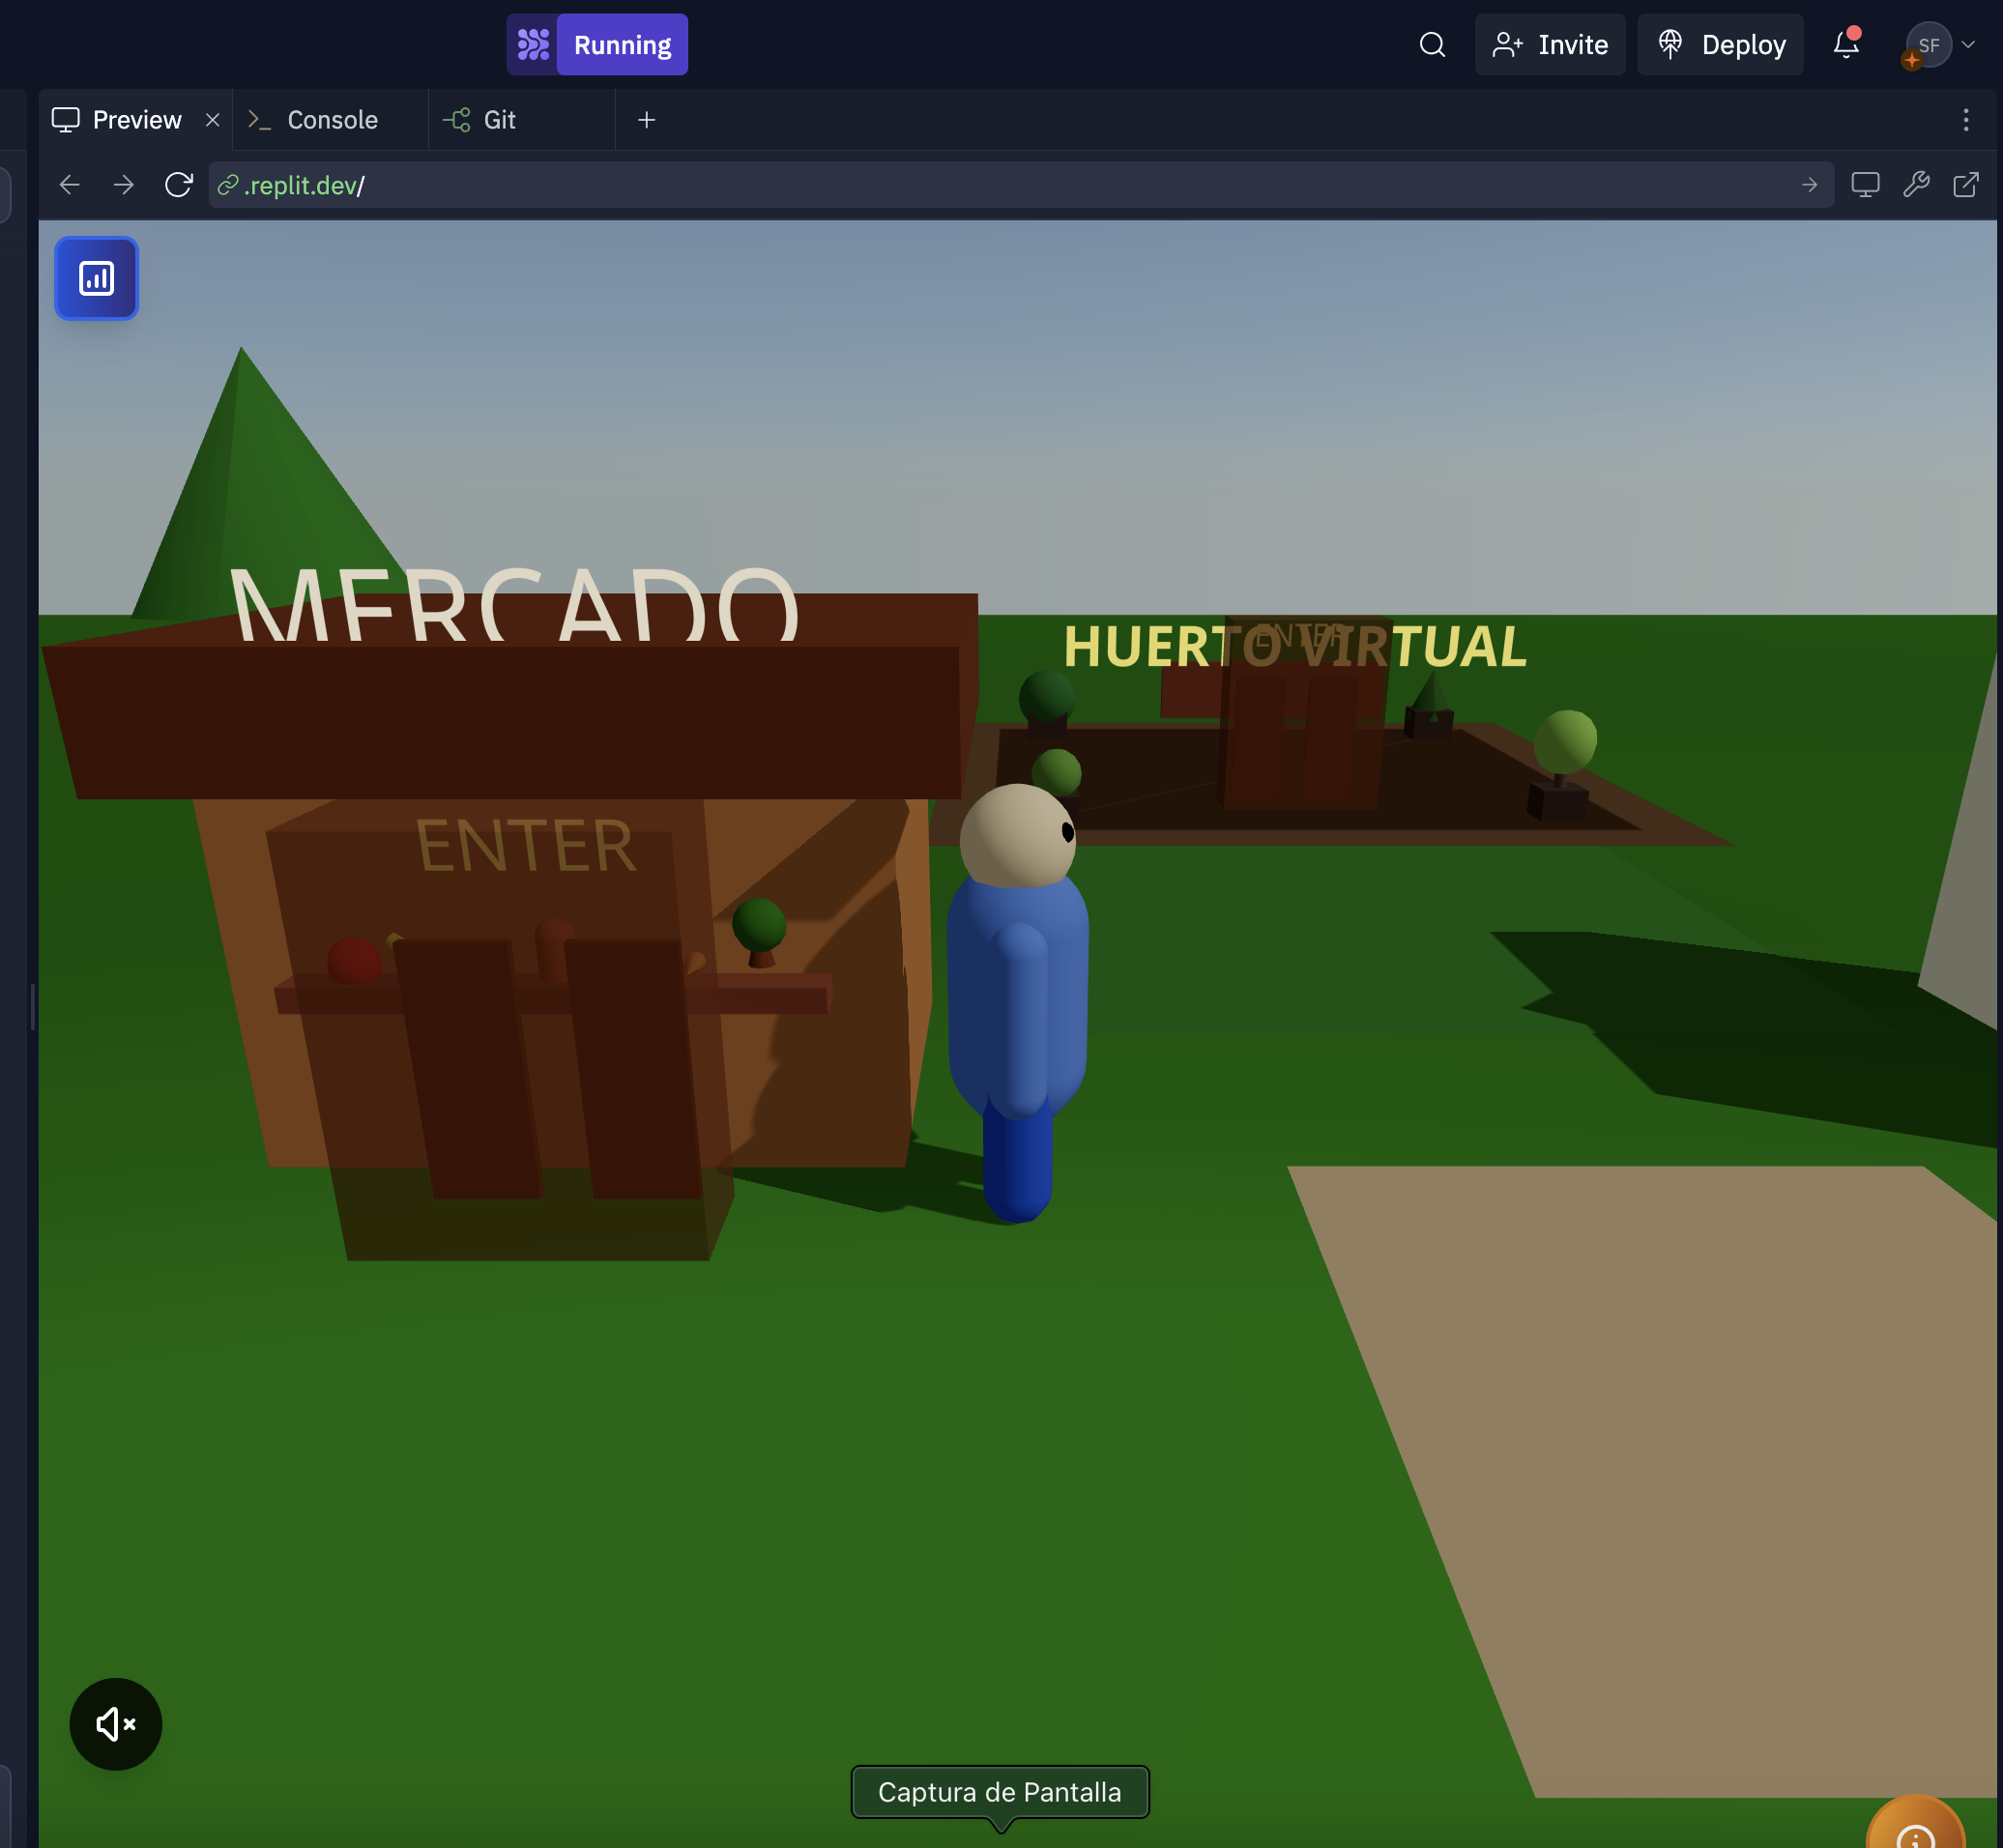 Running
Invite
Deploy
SF
Preview
Console
Git
.replit.dev/
MERCADO
HUERTO VIRTUAL
ENTER
ENTER
Captura de Pantalla